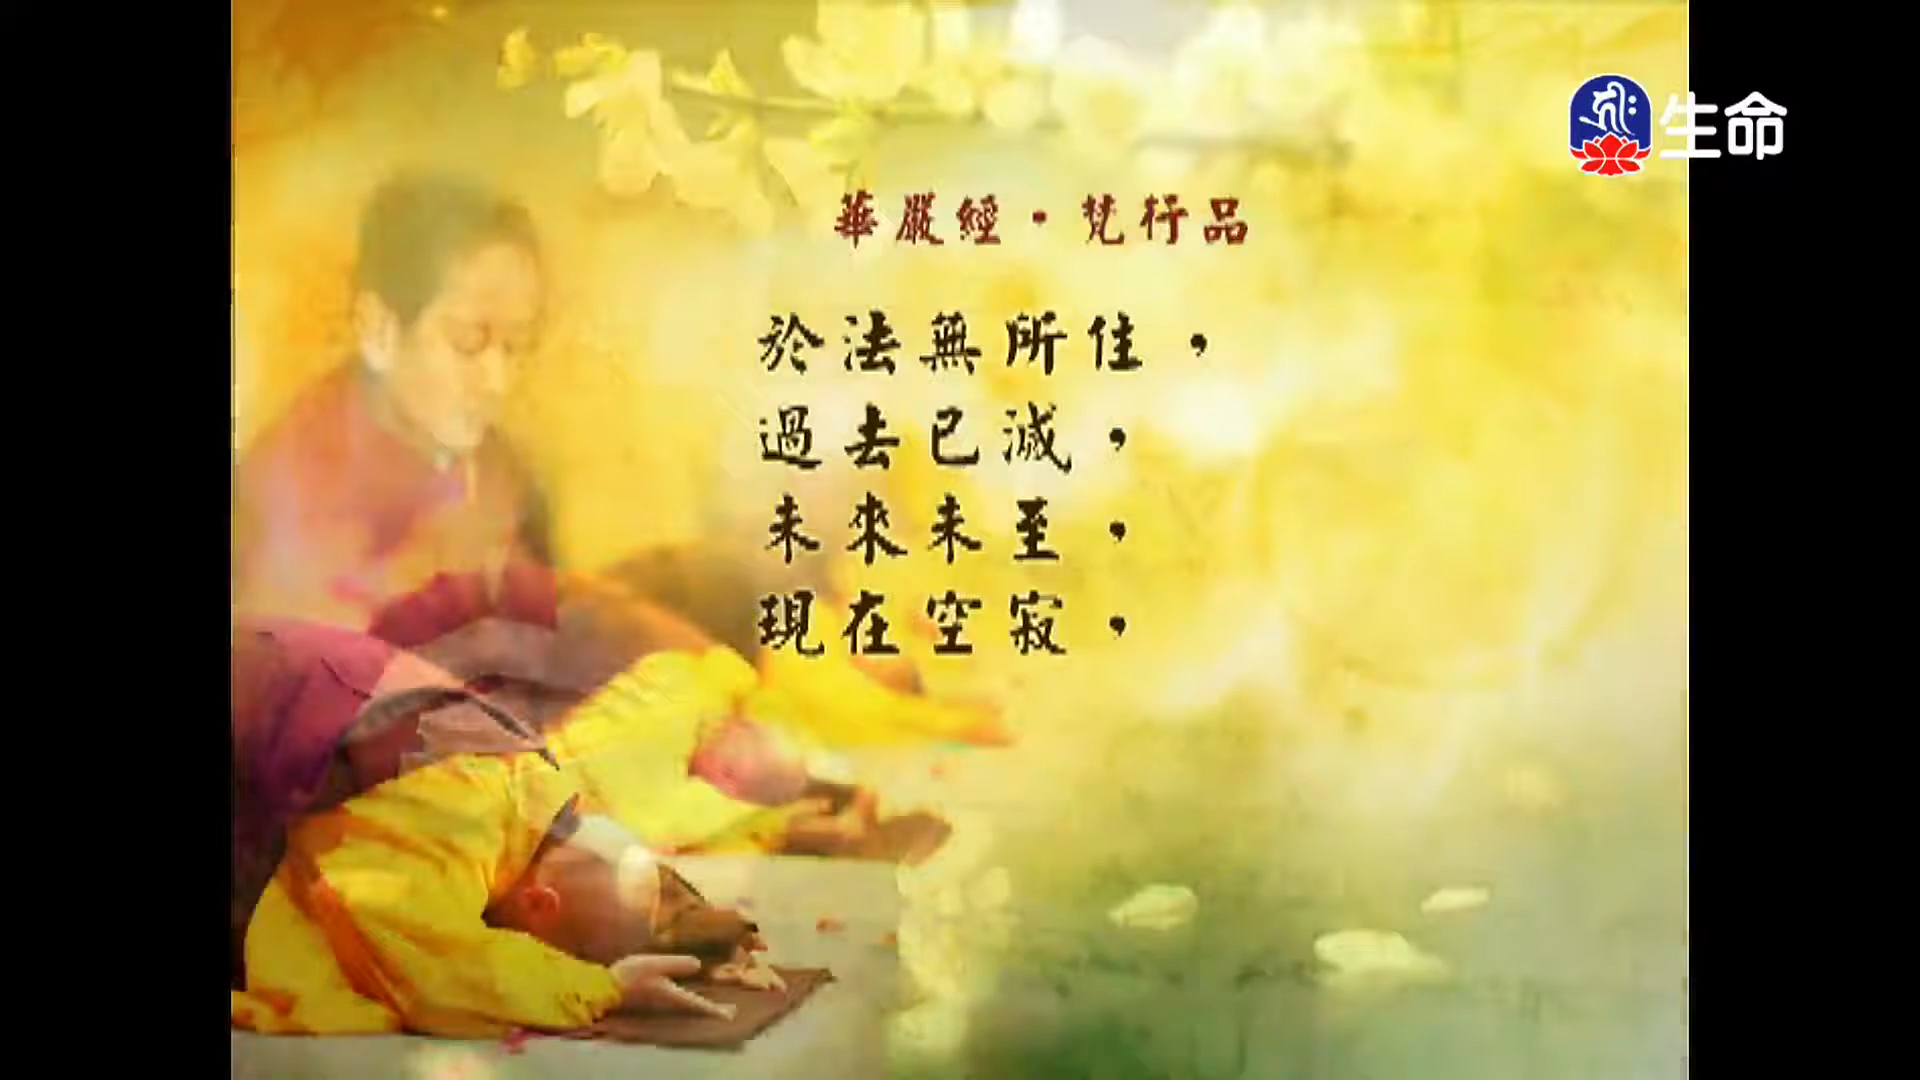 生命
華嚴經・梵行品
於法無所住，
過去已滅，
未來未至，
現在空寂，